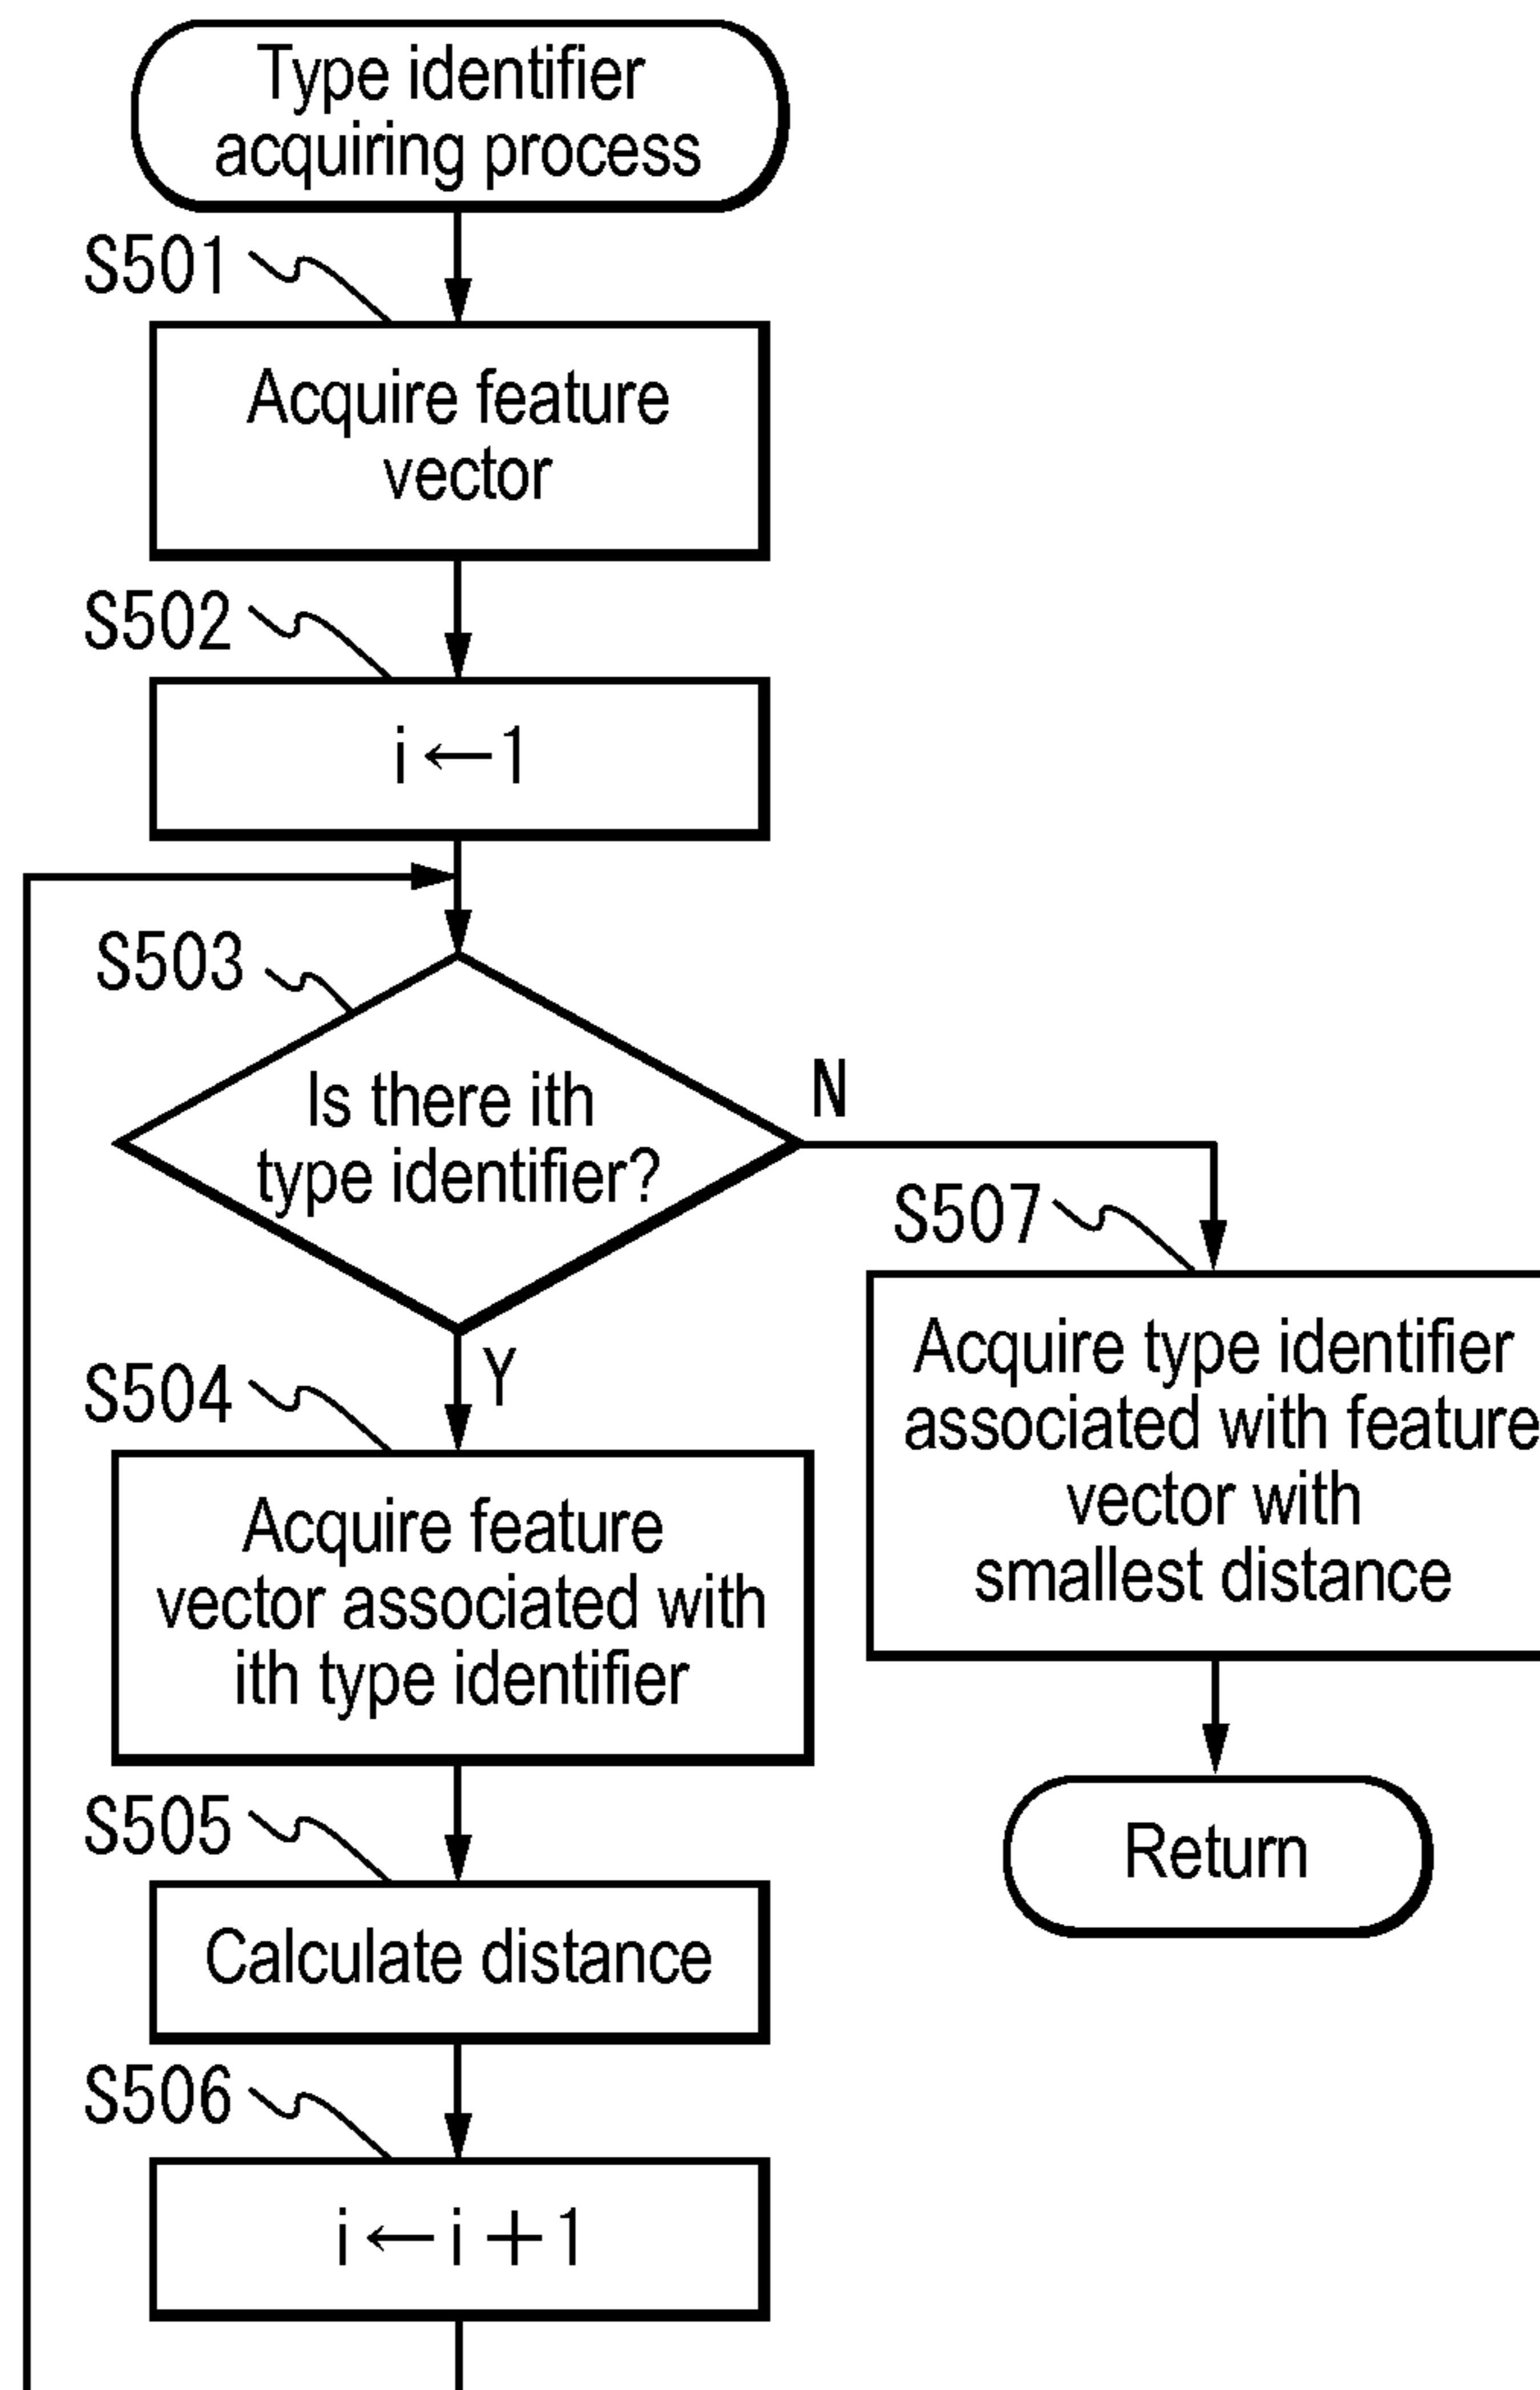 Type identifier
acquiring process
S501
Acquire feature
vector
S502
i←1
S503
Is there ith
type identifier?
N
Y
S504
Acquire feature
vector associated with
ith type identifier
S505
Calculate distance
S506
i←i+1
S507
Acquire type identifier
associated with feature
vector with
smallest distance
Return